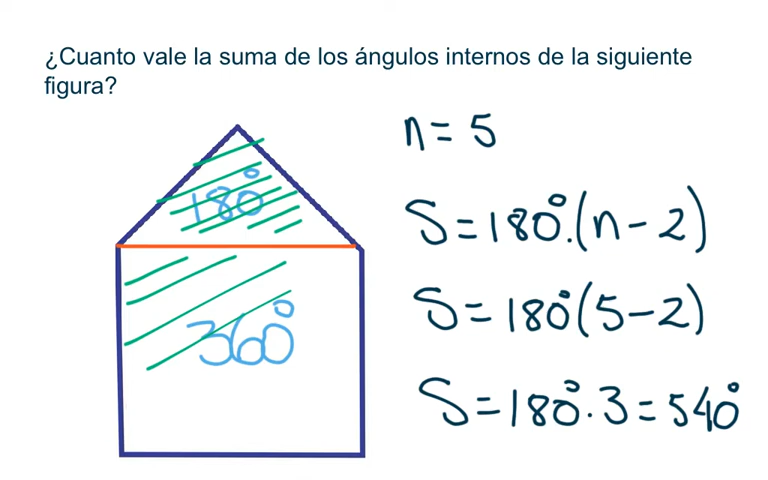 ¿Cuanto vale la suma de los ángulos internos de la siguiente
figura?
n = 5
180°
S = 180°.(n - 2)
S = 180°(5 - 2)
360°
S = 180° . 3 = 540°